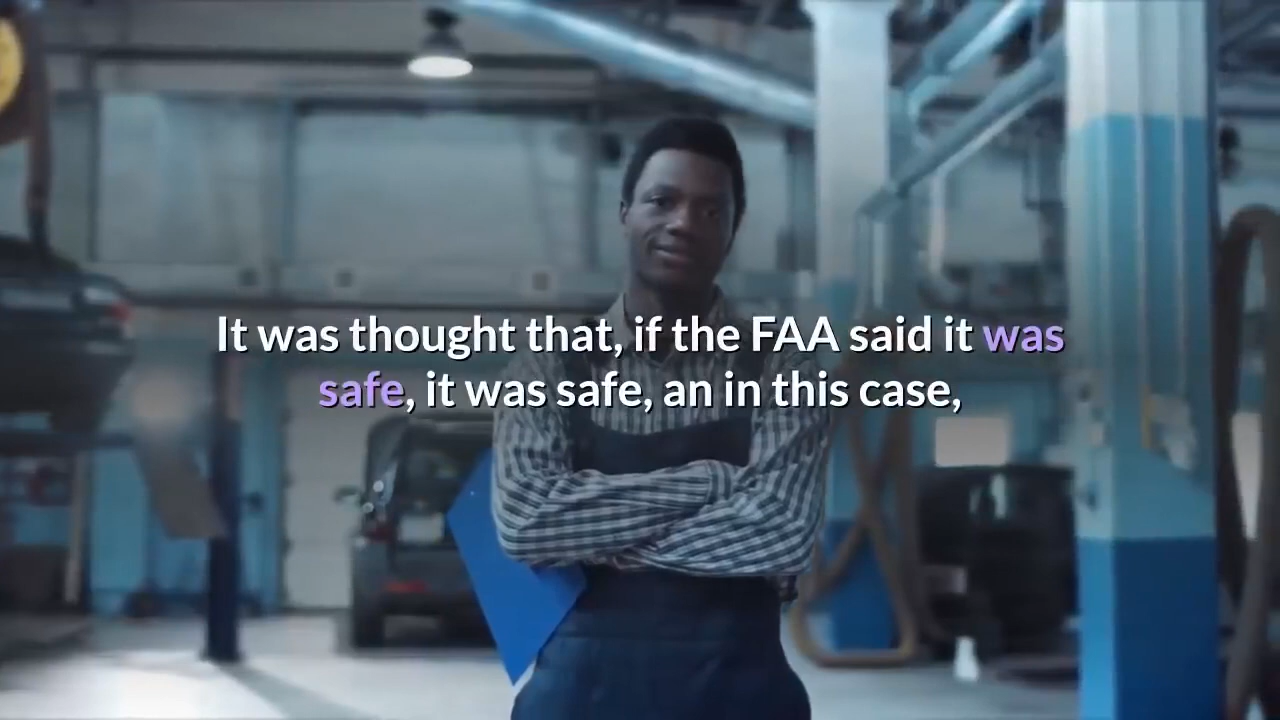 It was thought that, if the FAA said it was
safe, it was safe, an in this case,